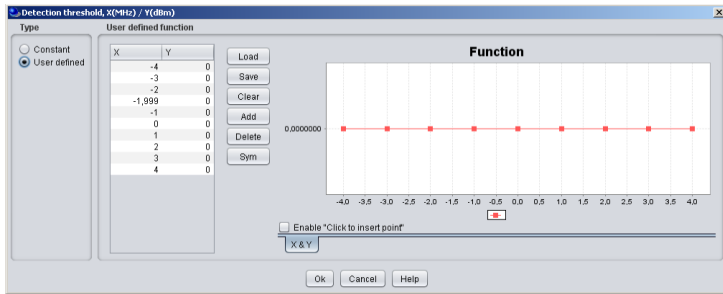 Detection threshold, X(MHz) / Y(dBm)
Type
User defined function
Constant
User defined
X Y
-4 0
-3 0
-2 0
-1,999 0
-1 0
0 0
1 0
2 0
3 0
4 0
Load
Save
Clear
Add
Delete
Sym
Function
0,0000000
-4,0 -3,5 -3,0 -2,5 -2,0 -1,5 -1,0 -0,5 0,0 0,5 1,0 1,5 2,0 2,5 3,0 3,5 4,0
Enable "Click to insert point"
X & Y
Ok Cancel Help